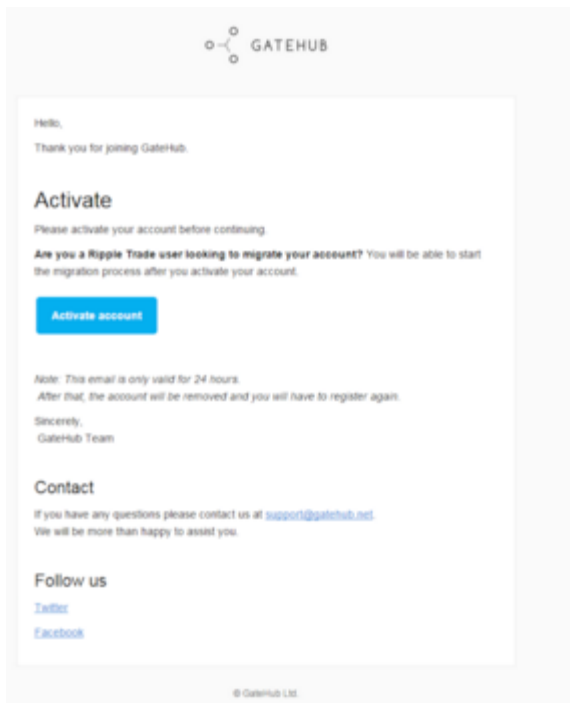 GATEHUB
Hello,
Thank you for joining GateHub.
Activate
Please activate your account before continuing.
Are you a Ripple Trade user looking to migrate your account? You will be able to start
the migration process after you activate your account.
Activate account
Note: This email is only valid for 24 hours.
After that, the account will be removed and you will have to register again.
Sincerely,
GateHub Team
Contact
If you have any questions please contact us at support@gatehub.net.
We will be more than happy to assist you.
Follow us
Twitter
Facebook
© GateHub Ltd.